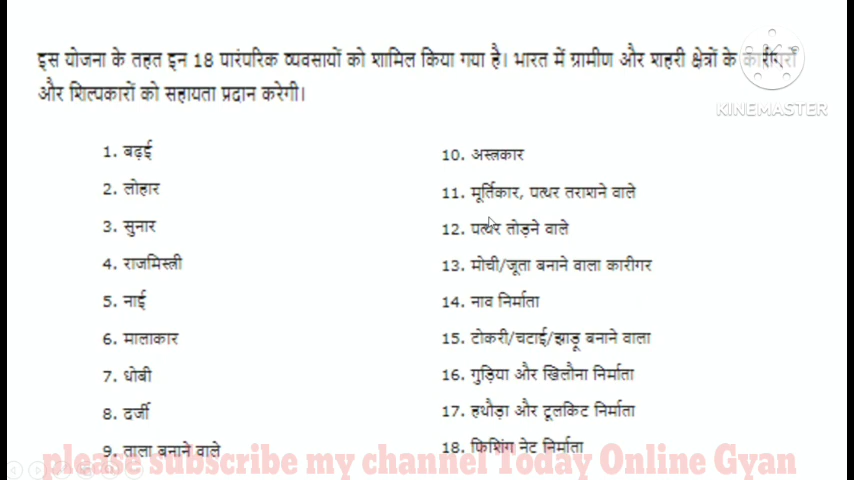 इस योजना के तहत इन 18 पारंपरिक व्यवसायों को शामिल किया गया है। भारत में ग्रामीण और शहरी क्षेत्रों के कारीगरों
और शिल्पकारों को सहायता प्रदान करेगी।
KINEMASTER
1. बढ़ई
2. लोहार
3. सुनार
4. राजमिस्त्री
5. नाई
6. मालाकार
7. धोबी
8. दर्जी
9. ताला बनाने वाले
10. अस्त्रकार
11. मूर्तिकार, पत्थर तराशने वाले
12. पत्थर तोड़ने वाले
13. मोची/जूता बनाने वाला कारीगर
14. नाव निर्माता
15. टोकरी/चटाई/झाड़ू बनाने वाला
16. गुड़िया और खिलौना निर्माता
17. हथौड़ा और टूलकिट निर्माता
18. फिशिंग नेट निर्माता
please subscribe my channel Today Online Gyan